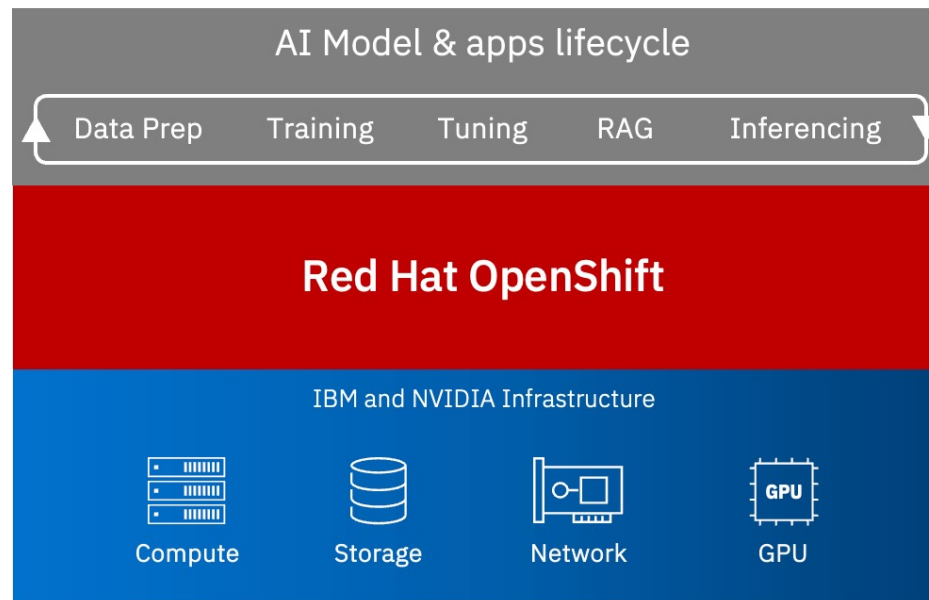 AI Model & apps lifecycle
Data Prep Training Tuning RAG Inferencing
Red Hat OpenShift
IBM and NVIDIA Infrastructure
GPU
Compute Storage Network GPU